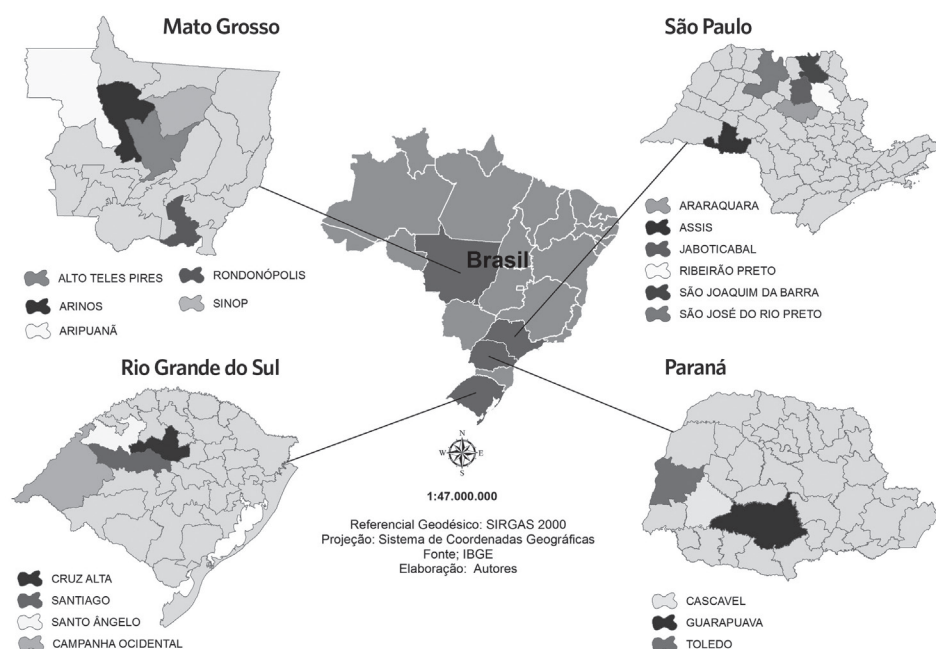 Mato Grosso
ALTO TELES PIRES
ARINOS
ARIPUANÃ
RONDONÓPOLIS
SINOP
São Paulo
ARARAQUARA
ASSIS
JABOTICABAL
RIBEIRÃO PRETO
SÃO JOAQUIM DA BARRA
SÃO JOSÉ DO RIO PRETO
Brasil
Rio Grande do Sul
CRUZ ALTA
SANTIAGO
SANTO ÂNGELO
CAMPANHA OCIDENTAL
N
W E
S
1:47.000.000
Referencial Geodésico: SIRGAS 2000
Projeção: Sistema de Coordenadas Geográficas
Fonte; IBGE
Elaboração: Autores
Paraná
CASCAVEL
GUARAPUAVA
TOLEDO